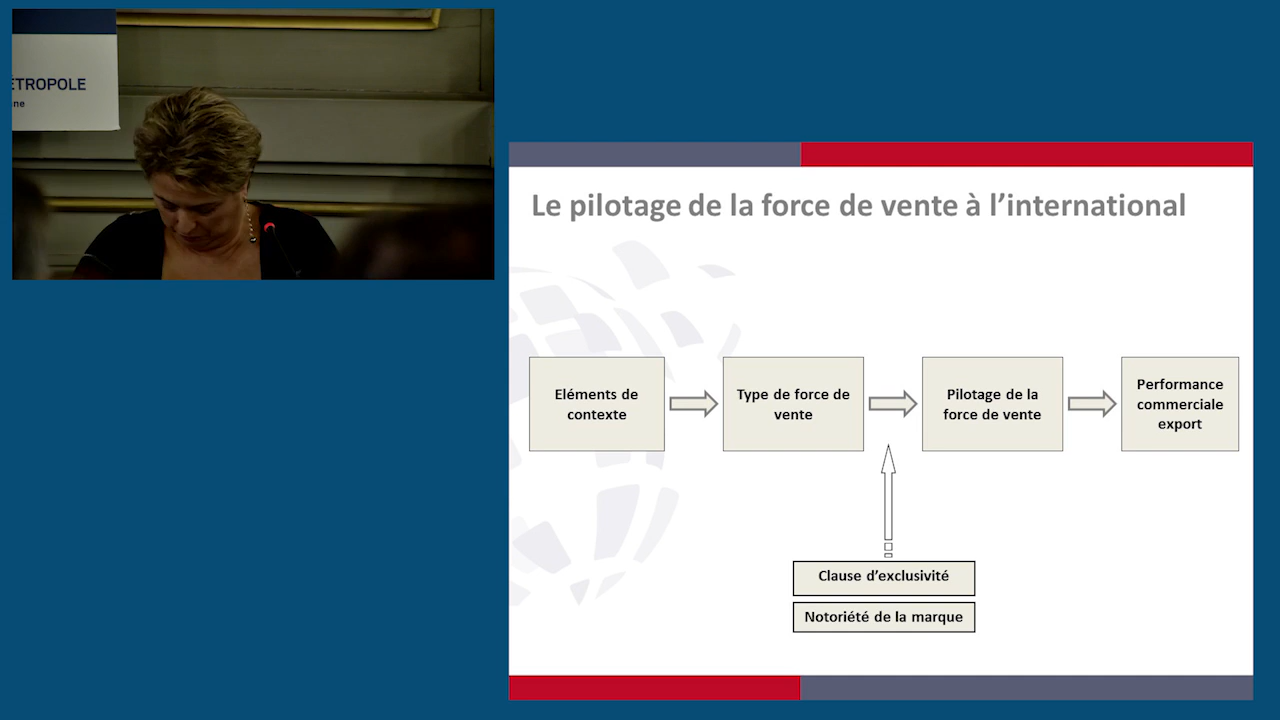 ETROPOLE
ne
Le pilotage de la force de vente à l’international
Eléments de
contexte
Type de force de
vente
Pilotage de la
force de vente
Performance
commerciale
export
Clause d’exclusivité
Notoriété de la marque